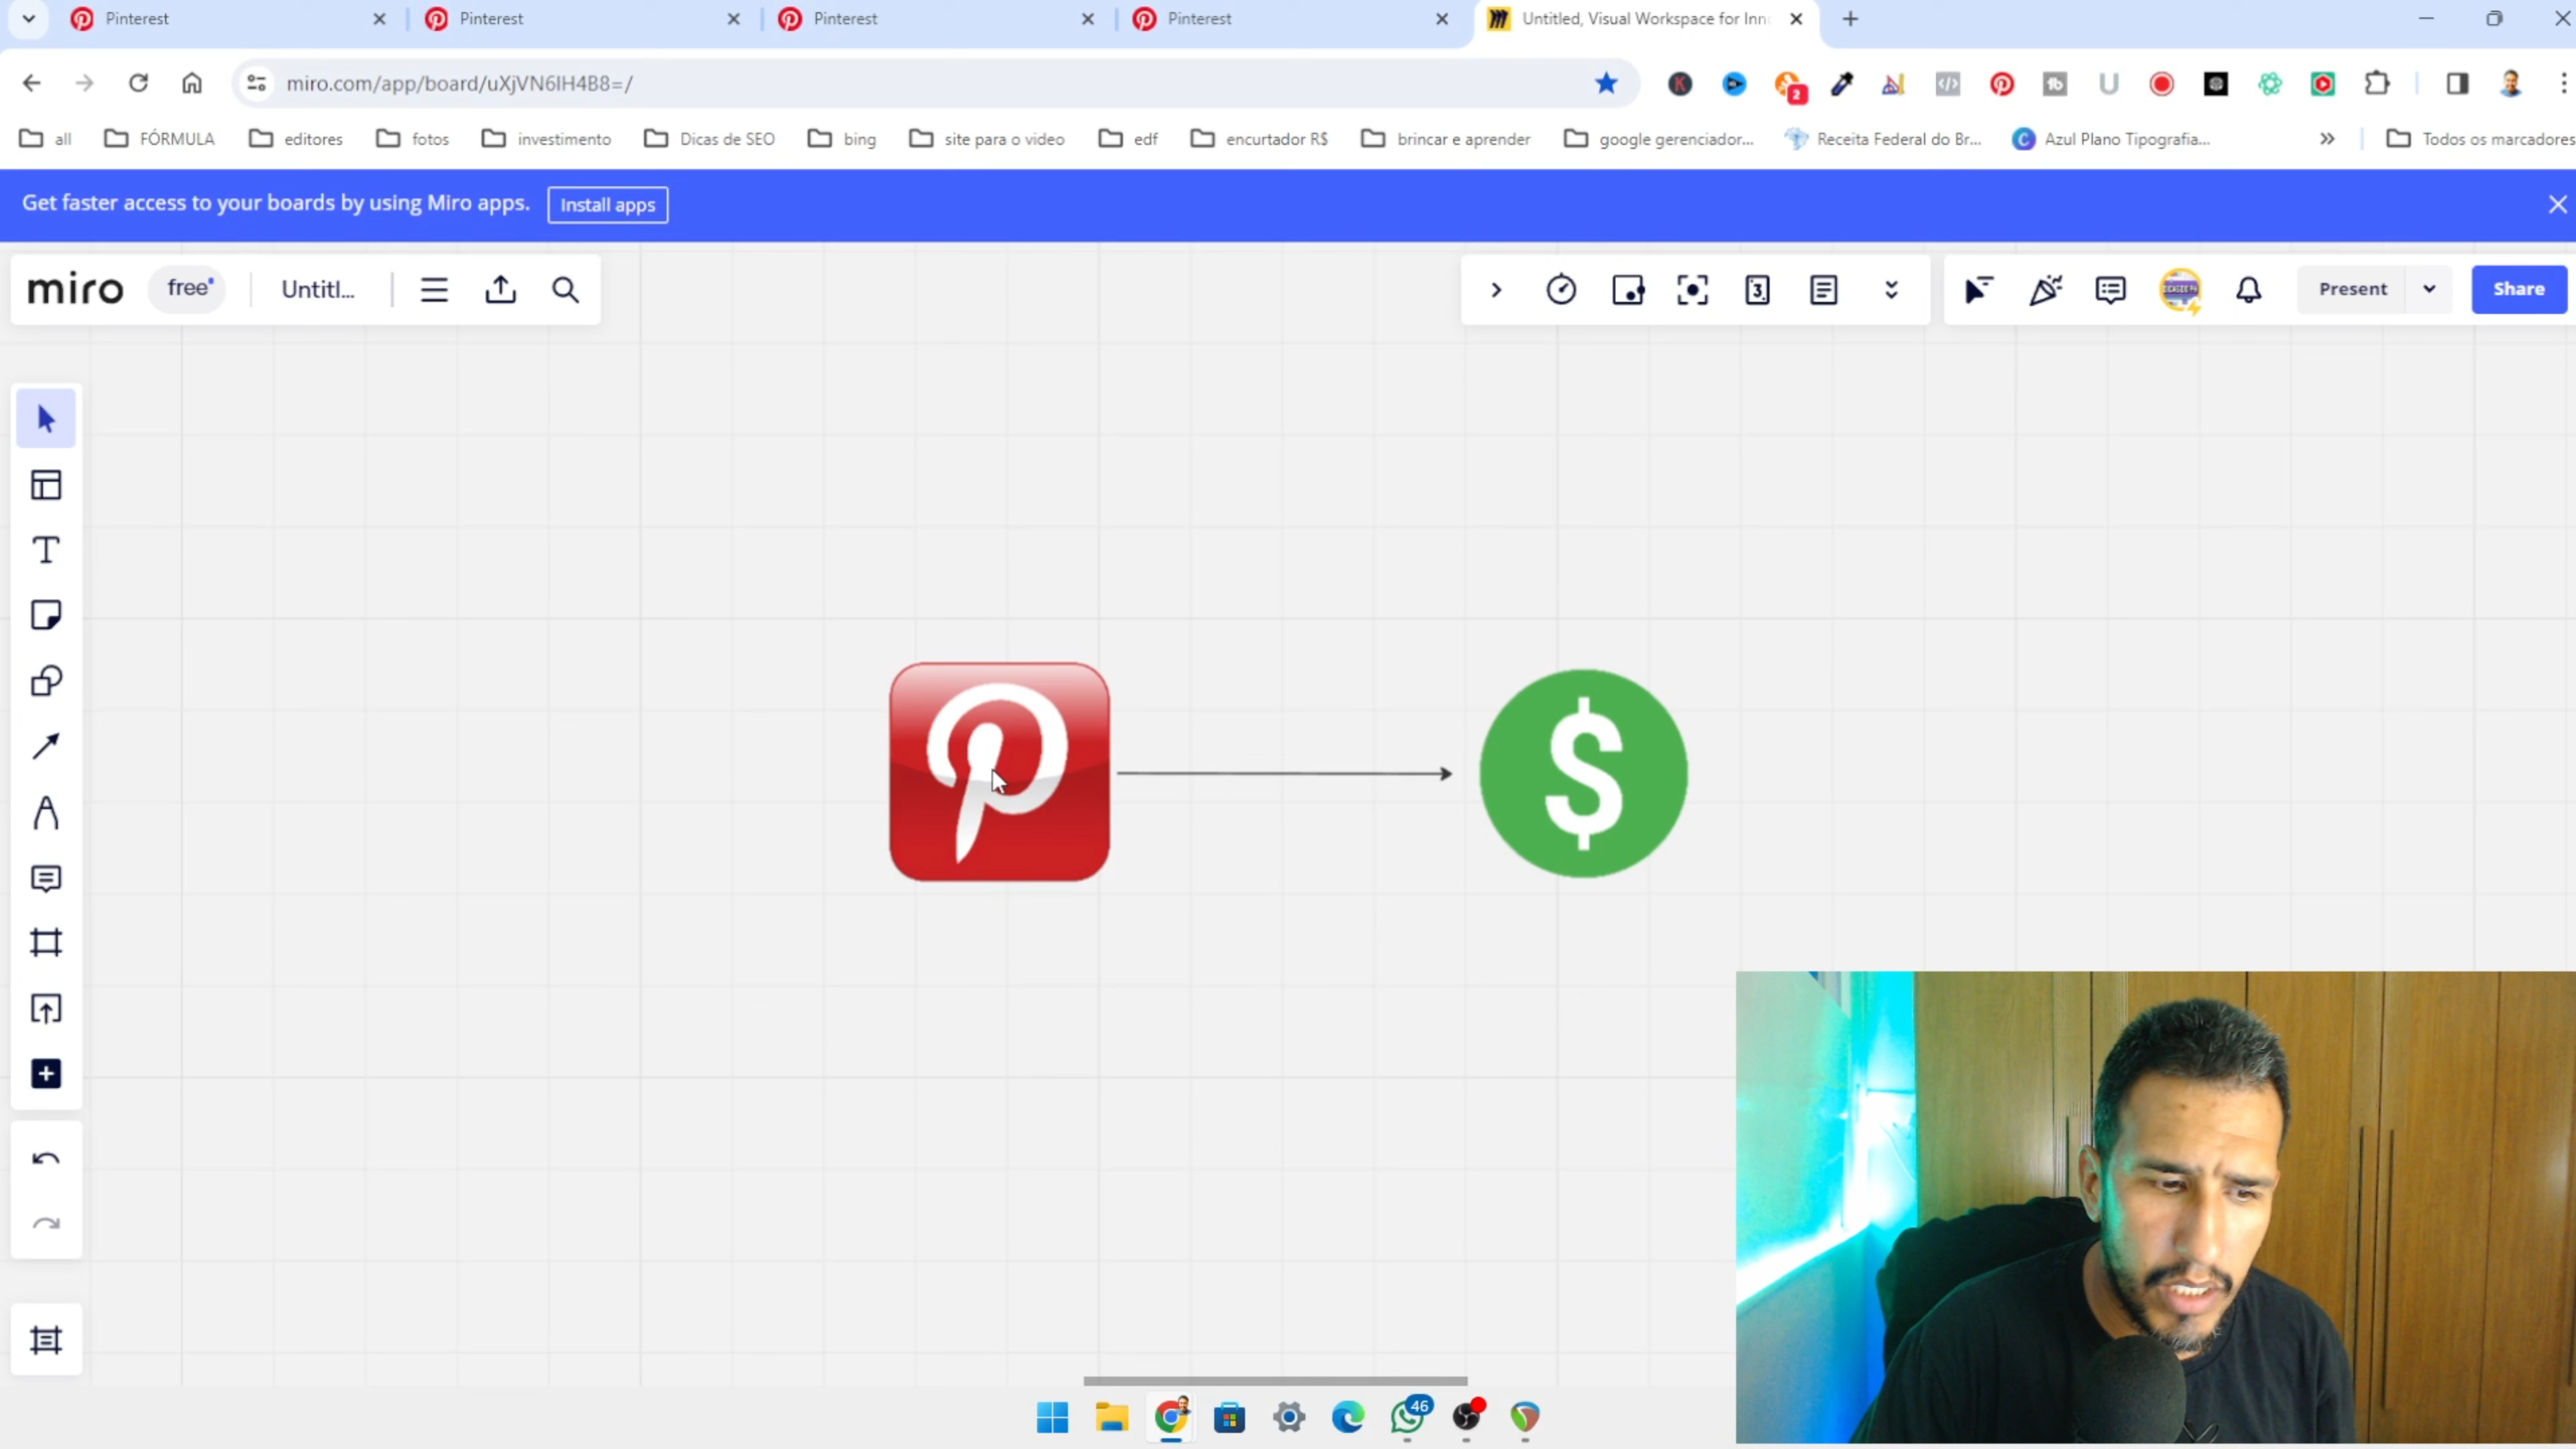 Pinterest Pinterest Pinterest Pinterest Untitled, Visual Workspace for Inn
miro.com/app/board/uXjVN6IH4B8=/ 2
all FÓRMULA editores fotos investimento Dicas de SEO bing site para o video edf encurtador R$ brincar e aprender google gerenciador... Receita Federal do Br... Azul Plano Tipografia... » Todos os marcadores
Get faster access to your boards by using Miro apps. Install apps
miro free Untitl... 3 Present Share
$
46